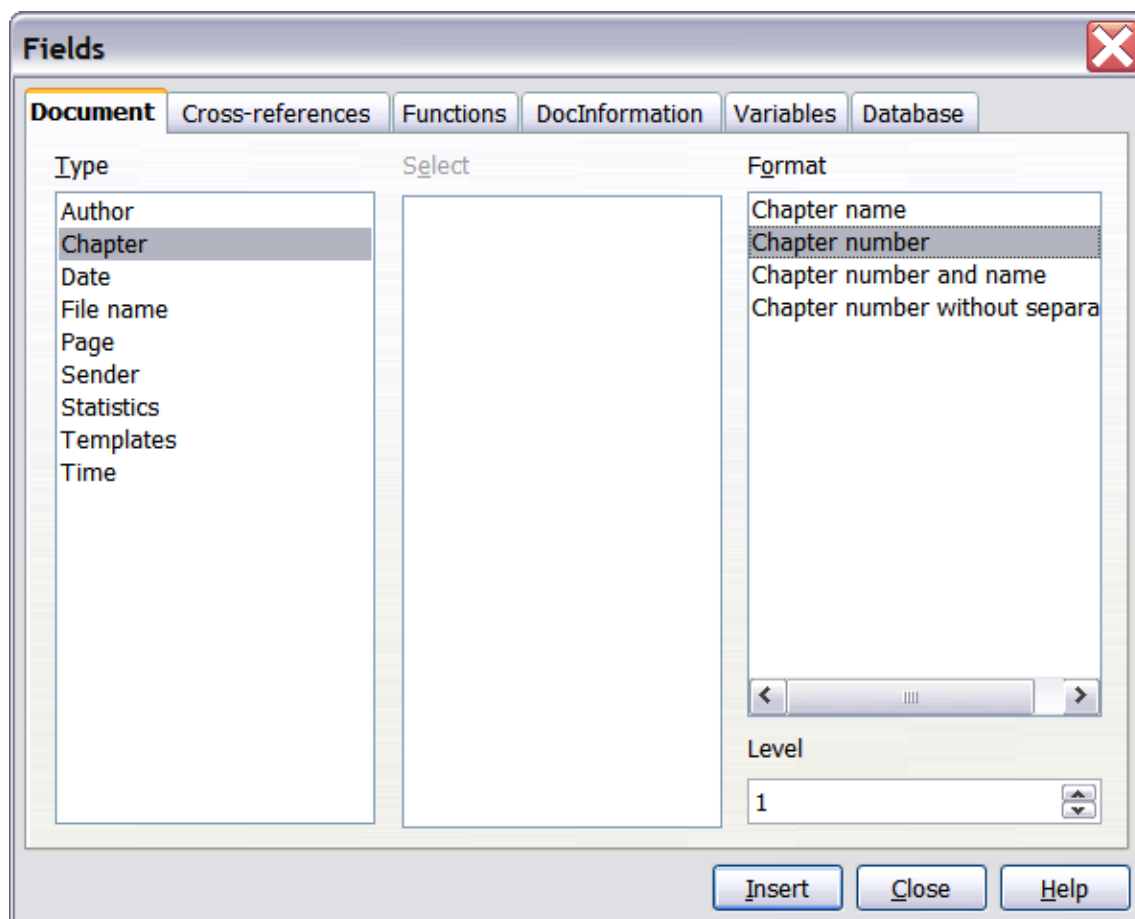 Fields
Document Cross-references Functions DocInformation Variables Database
Type
Author
Chapter
Date
File name
Page
Sender
Statistics
Templates
Time
Select
Format
Chapter name
Chapter number
Chapter number and name
Chapter number without separa
Level
1
Insert Close Help